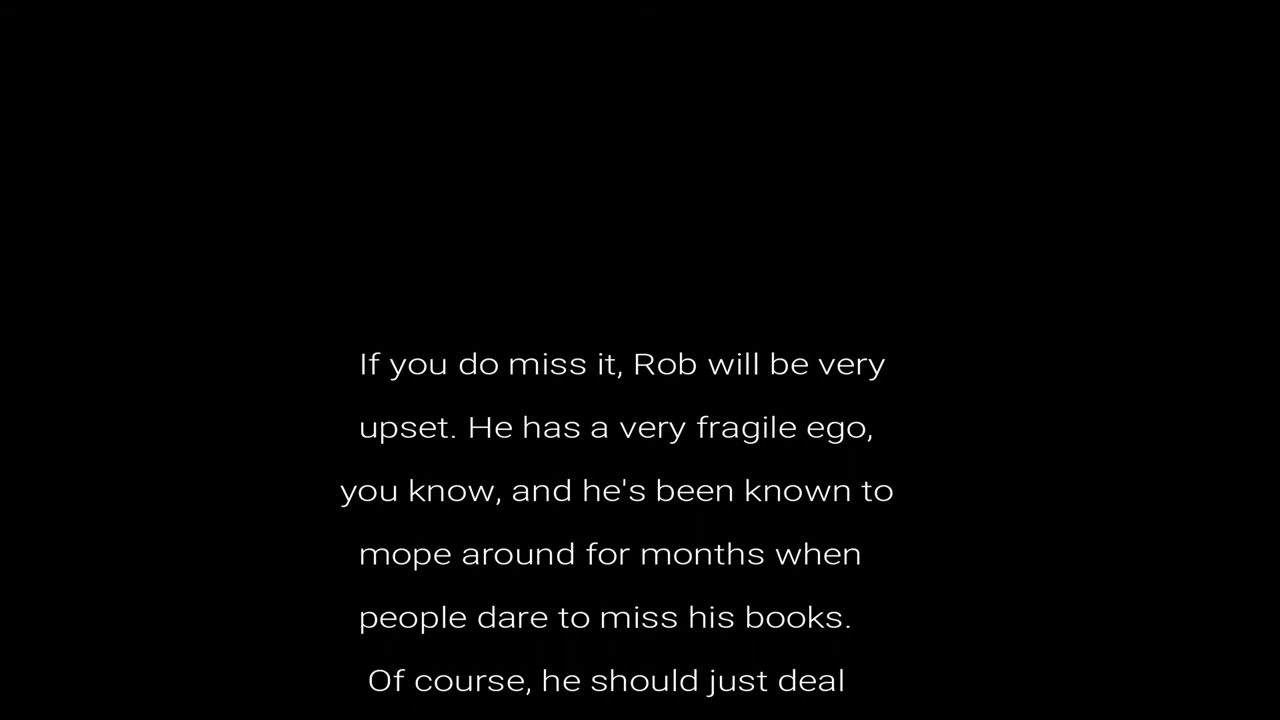 If you do miss it, Rob will be very
upset. He has a very fragile ego,
you know, and he's been known to
mope around for months when
people dare to miss his books.
Of course, he should just deal